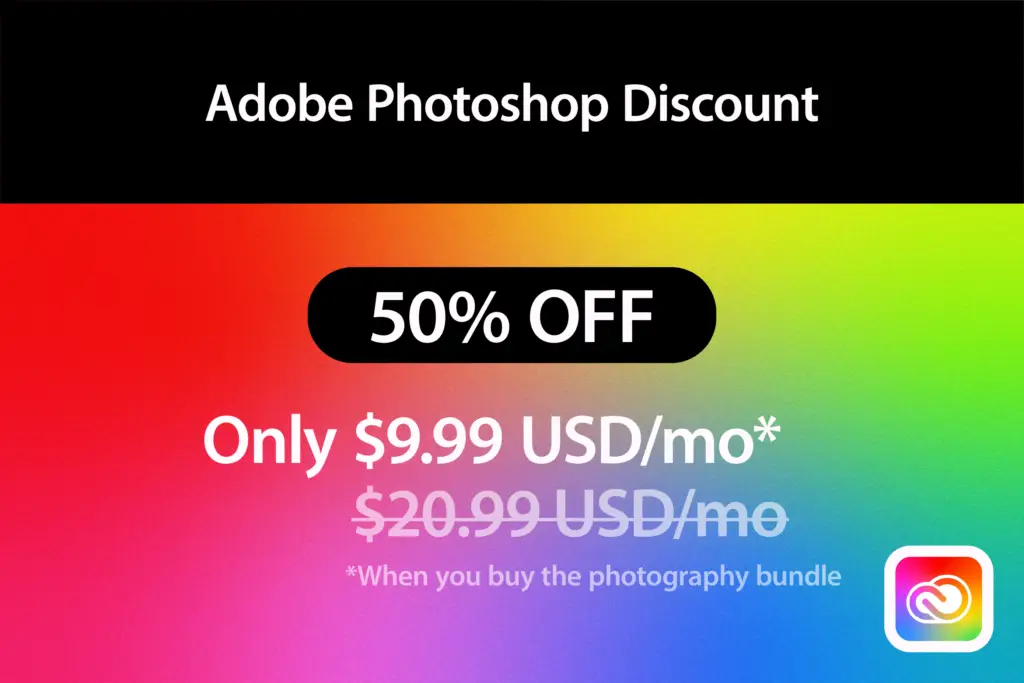 Adobe Photoshop Discount
50% OFF
Only $9.99 USD/mo*
$20.99 USD/mo
*When you buy the photography bundle